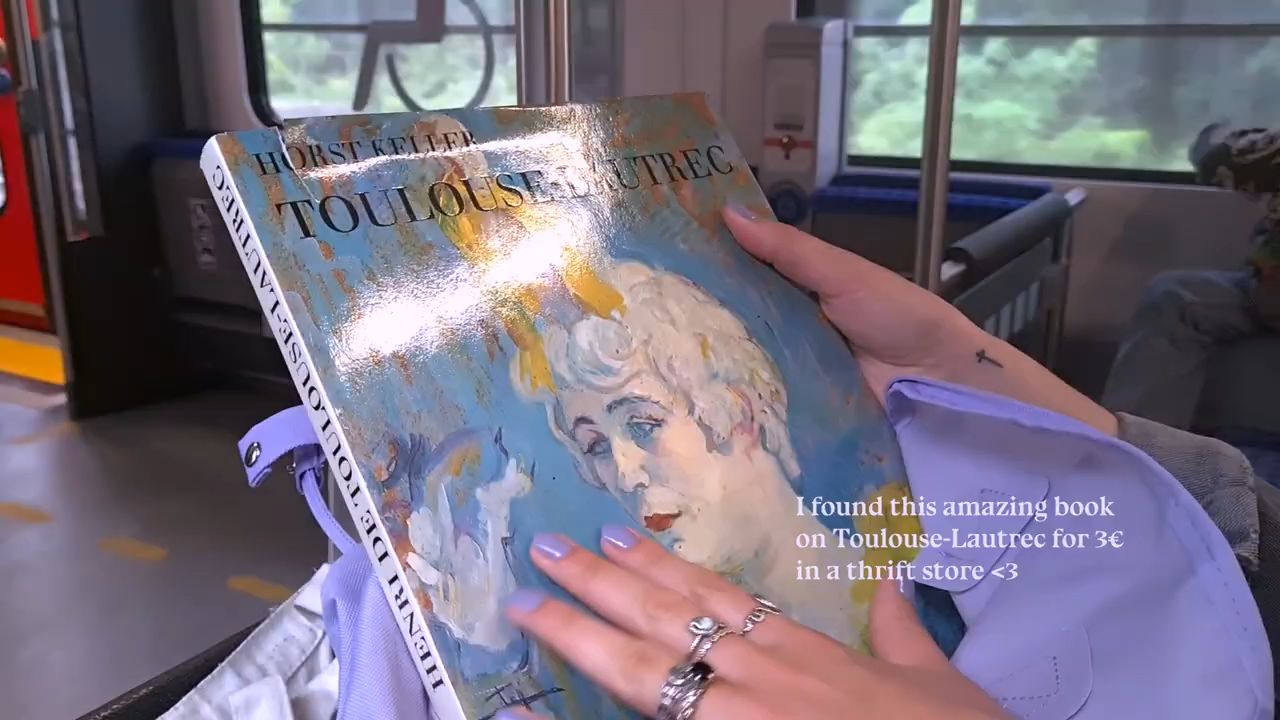 HORST KELLER
TOULOUSE-LAUTREC
HENRI DE TOULOUSE-LAUTREC
I found this amazing book
on Toulouse-Lautrec for 3€
in a thrift store <3